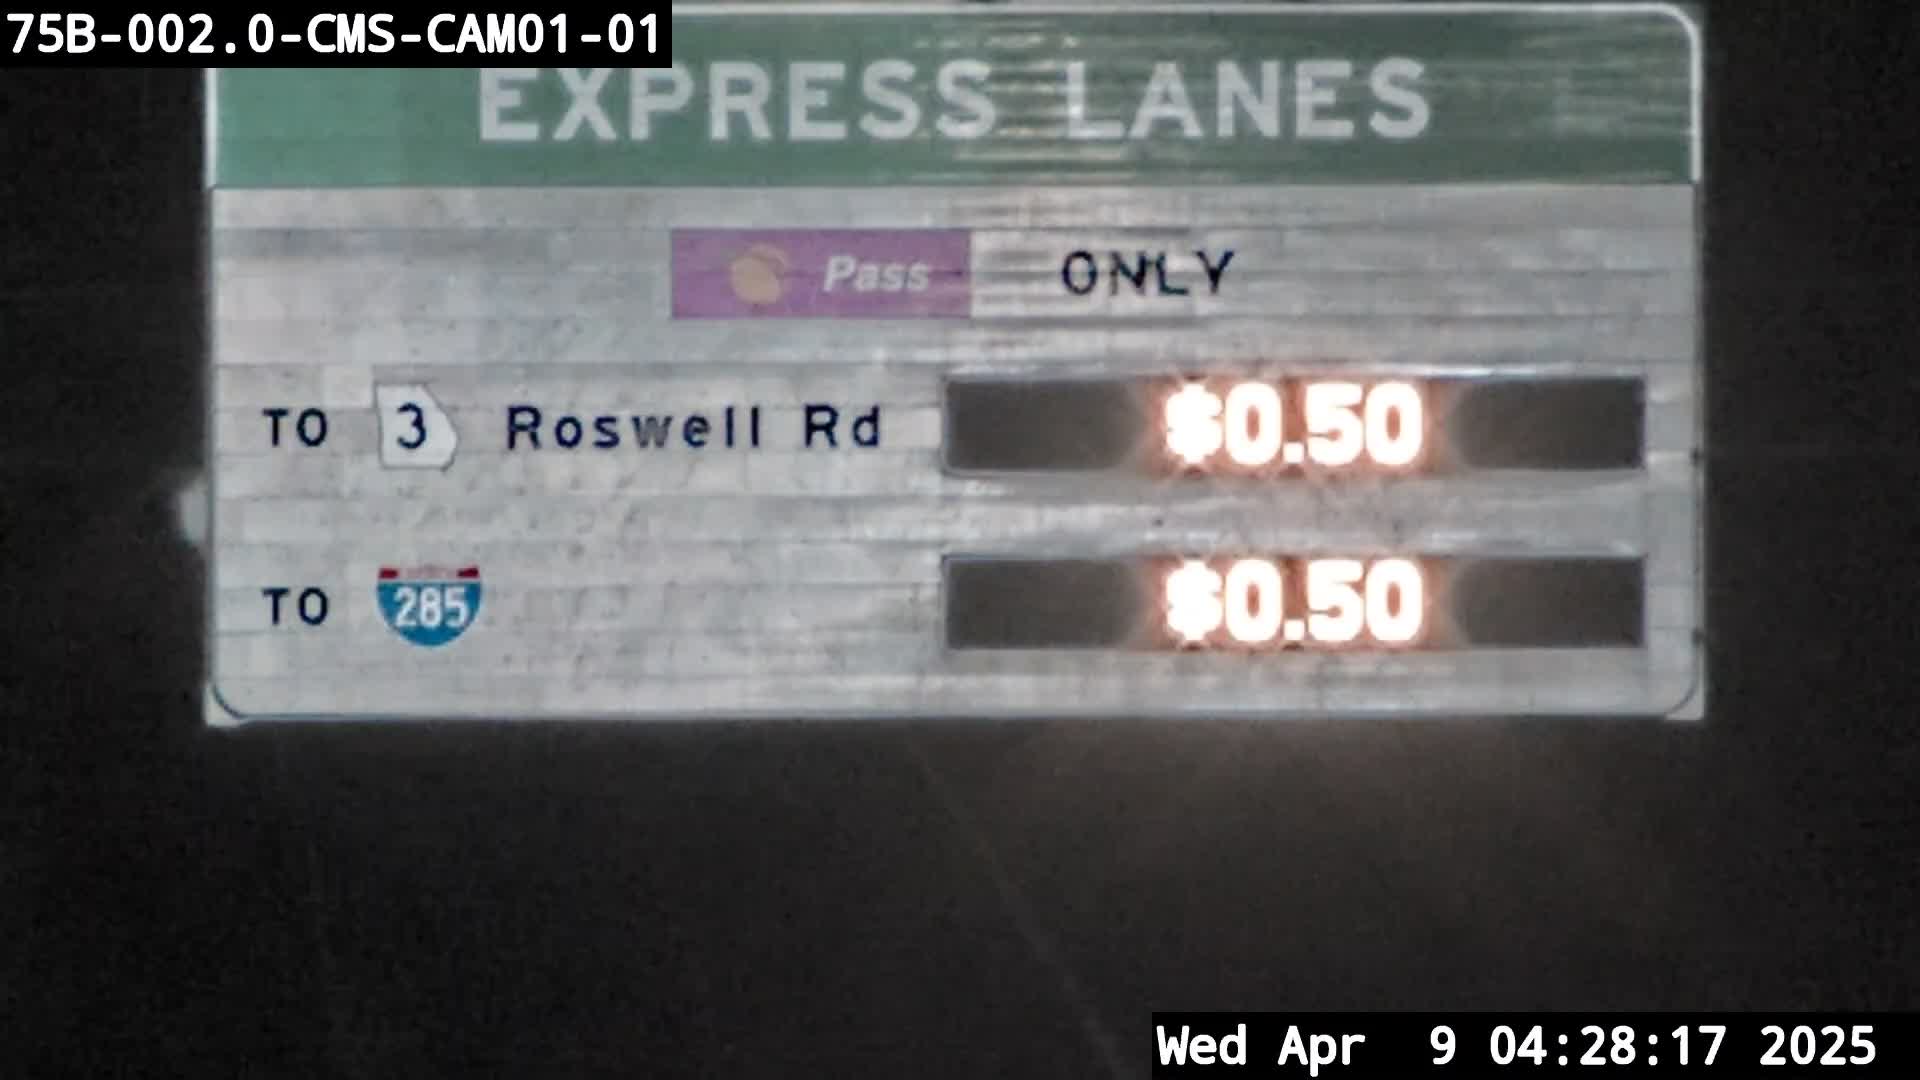 75B-002.0-CMS-CAM01-01
EXPRESS LANES
Pass ONLY
TO 3 Roswell Rd $0.50
TO 285 $0.50
Wed Apr 9 04:28:17 2025